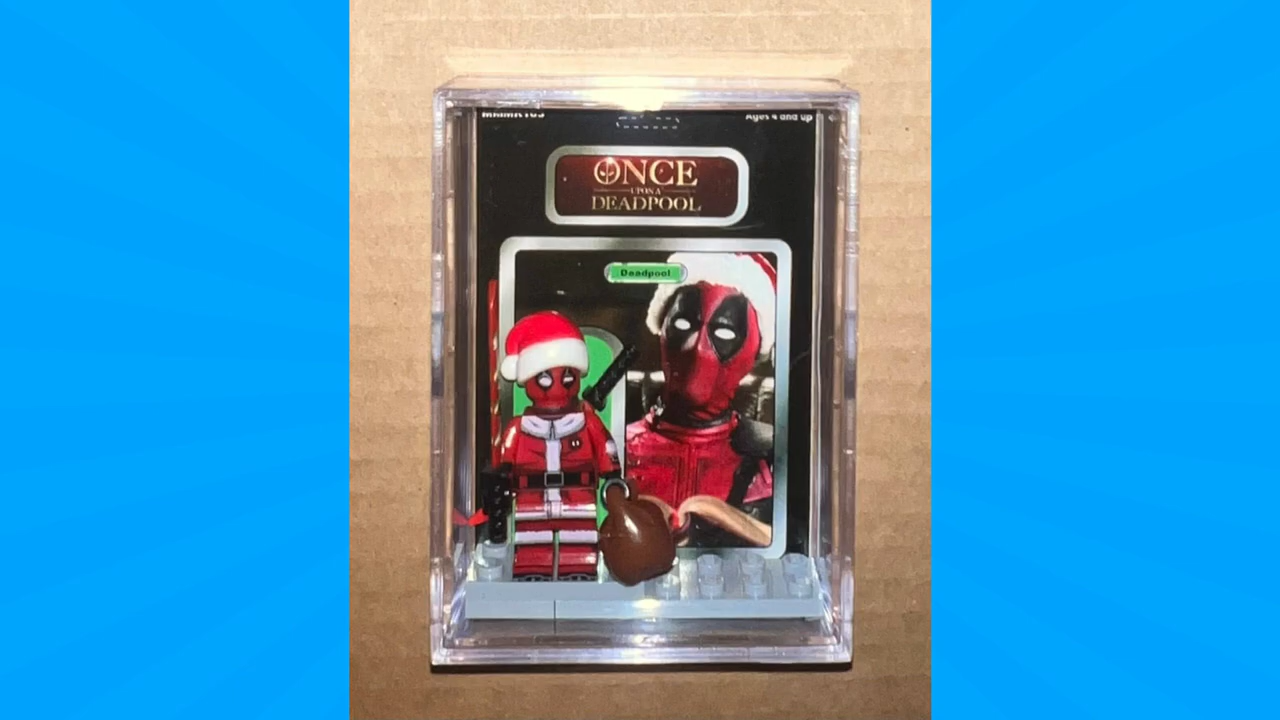 Ages 4 and up
ONCE
UPON A
DEADPOOL
Deadpool